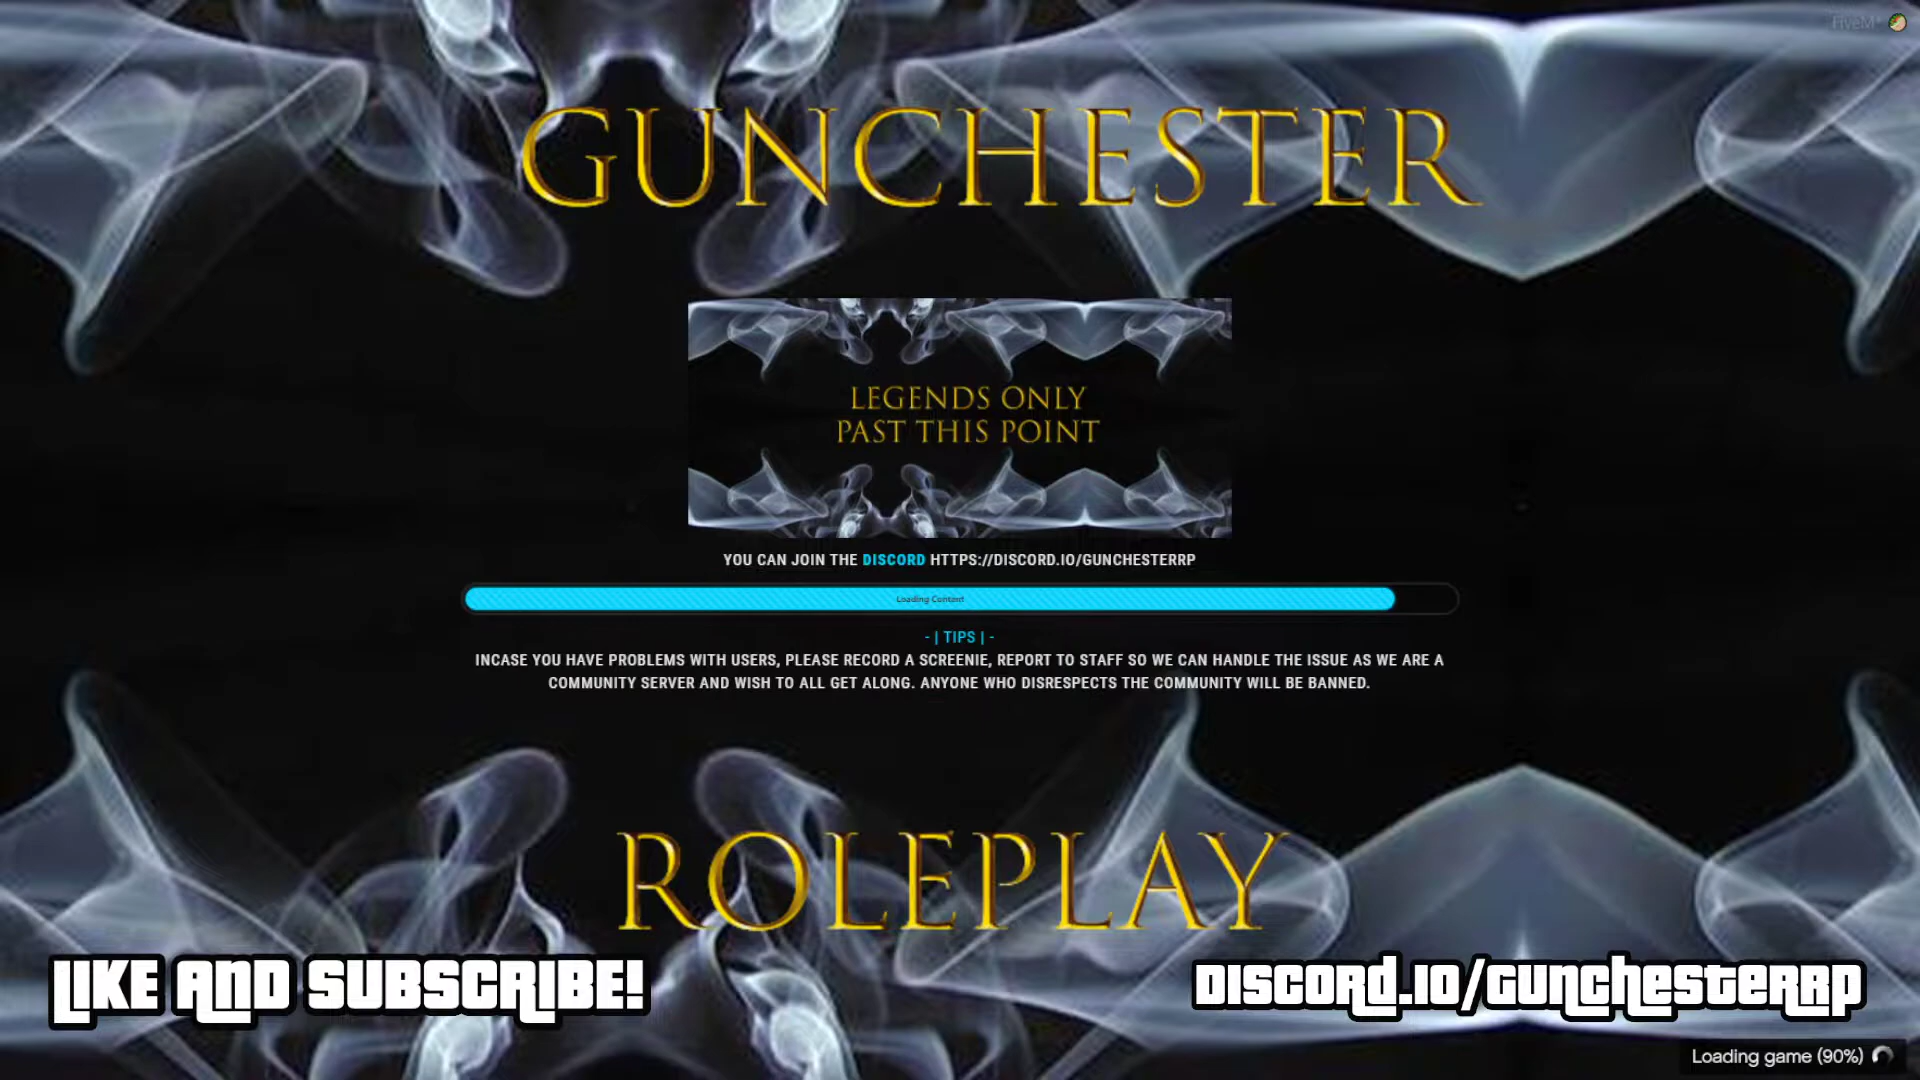 FiveM
GUNCHESTER
LEGENDS ONLY
PAST THIS POINT
YOU CAN JOIN THE DISCORD HTTPS://DISCORD.IO/GUNCHESTERRP
Loading Content
- | TIPS | -
INCASE YOU HAVE PROBLEMS WITH USERS, PLEASE RECORD A SCREENIE, REPORT TO STAFF SO WE CAN HANDLE THE ISSUE AS WE ARE A
COMMUNITY SERVER AND WISH TO ALL GET ALONG. ANYONE WHO DISRESPECTS THE COMMUNITY WILL BE BANNED.
ROLEPLAY
LIKE AND SUBSCRIBE!
DISCORD.IO/GUNCHESTERRP
Loading game (90%)